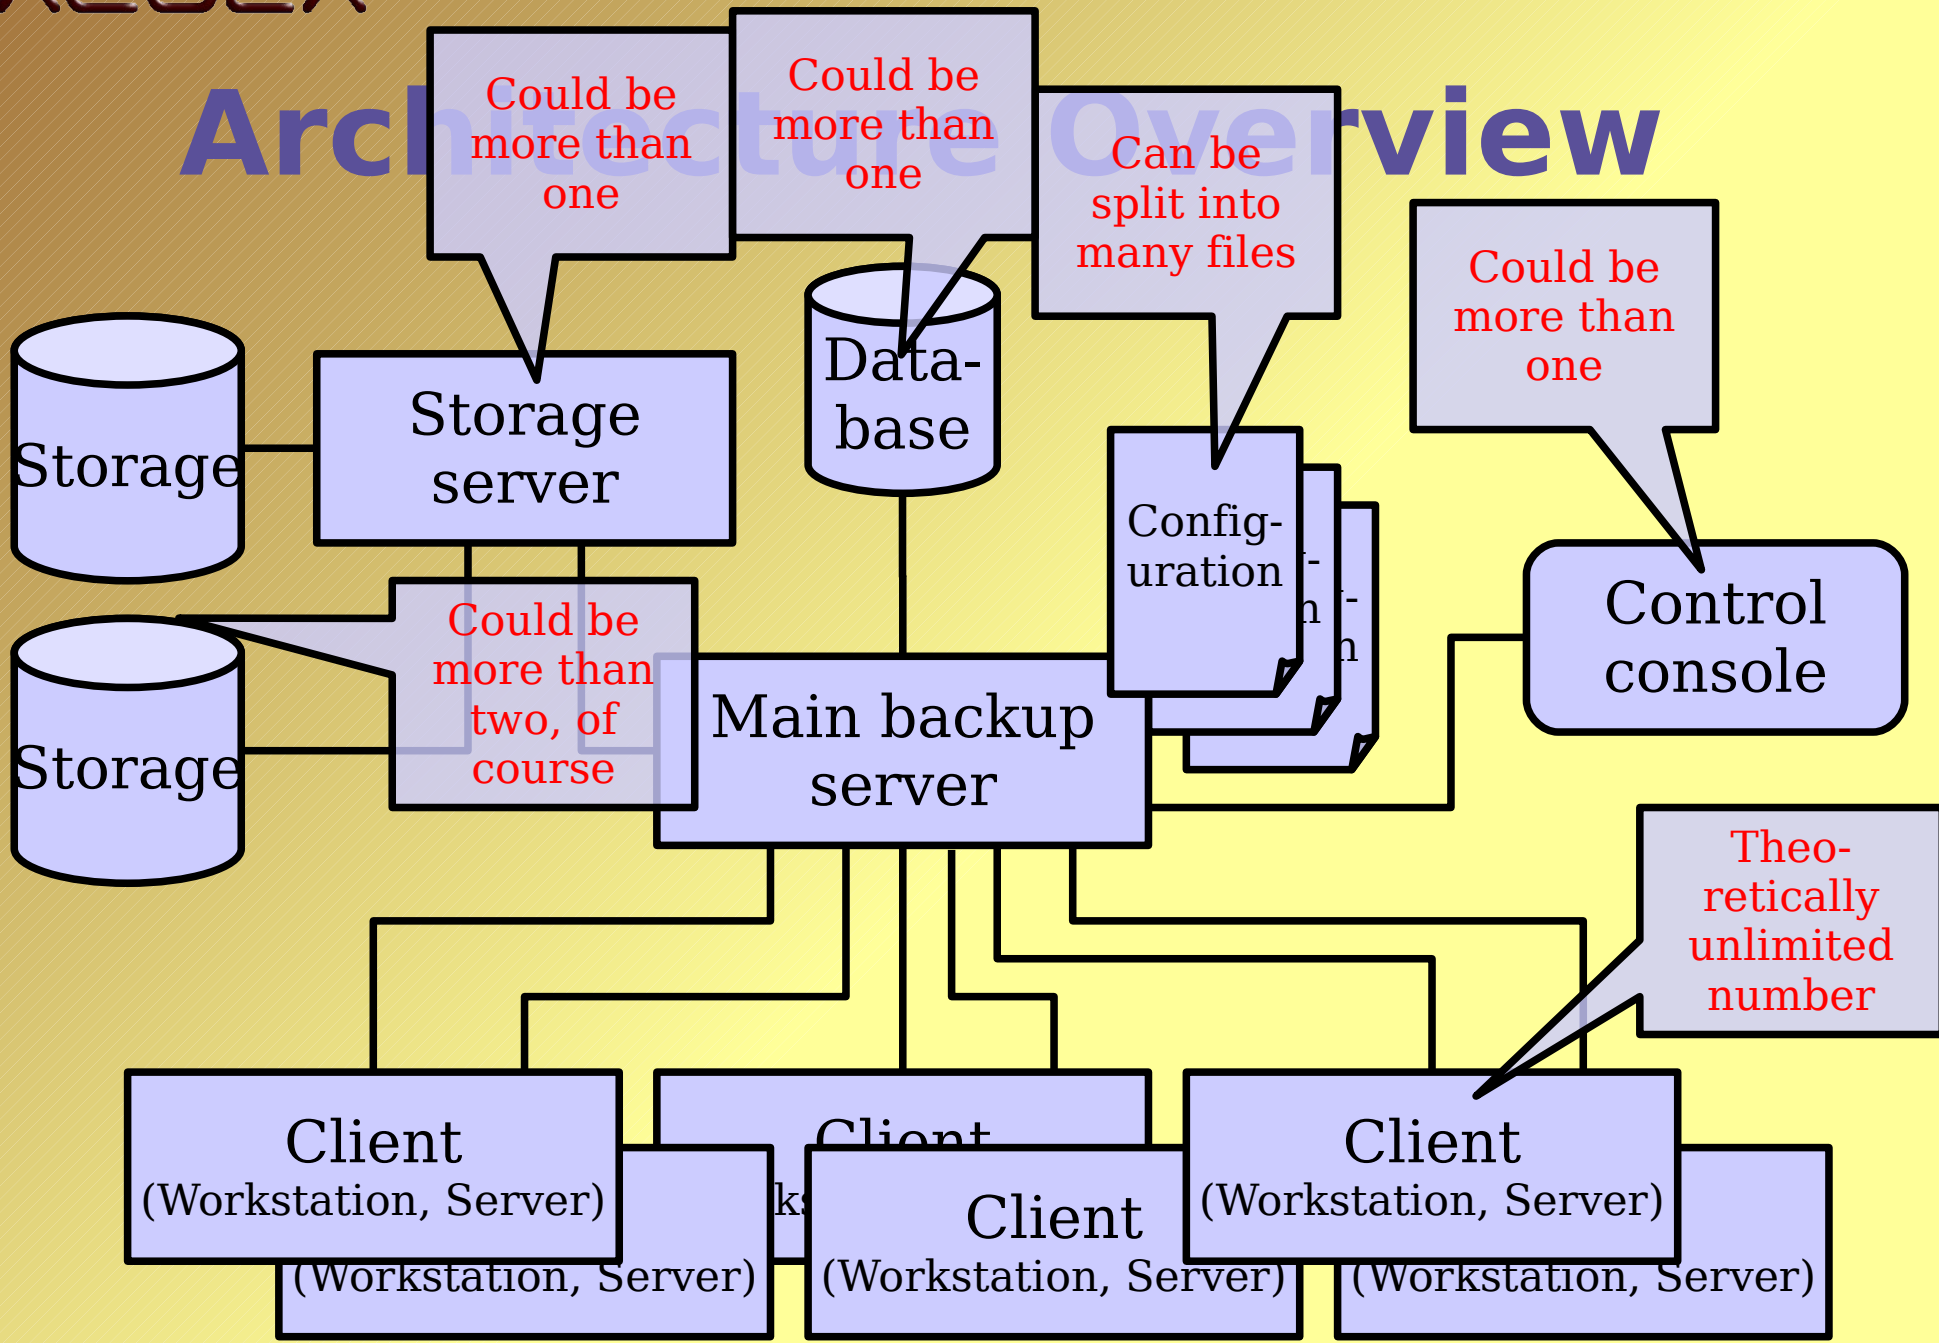 Architecture Overview
Could be
more than
one
Could be
more than
one
Can be
split into
many files
Could be
more than
one
Storage
Storage
server
Data-
base
Config-
uration
Control
console
Storage
Could be
more than
two, of
course
Main backup
server
Theo-
retically
unlimited
number
Client
(Workstation, Server)
Client
Client
(Workstation, Server)
Client
(Workstation, Server)
(Workstation, Server)
(Workstation, Server)